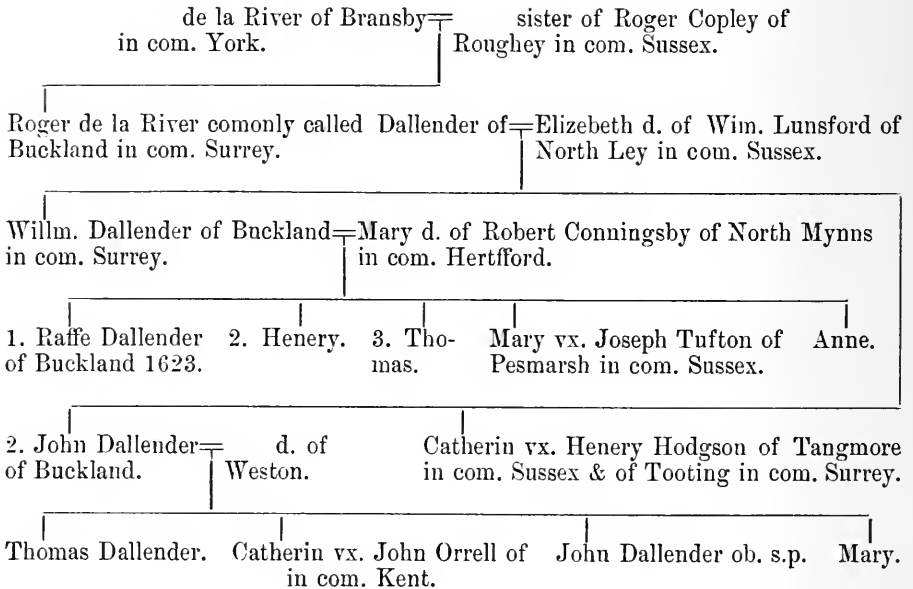 de la River of Bransby = sister of Roger Copley of
in com. York. Roughey in com. Sussex.
Roger de la River comonly called Dallender of = Elizebeth d. of Wim. Lunsford of
Buckland in com. Surrey. North Ley in com. Sussex.
Willm. Dallender of Buckland = Mary d. of Robert Conningsby of North Mynns
in com. Surrey. in com. Hertfford.
1. Raffe Dallender 2. Henery. 3. Tho- Mary vx. Joseph Tufton of Anne.
of Buckland 1623. mas. Pesmarsh in com. Sussex.
2. John Dallender = d. of Catherin vx. Henery Hodgson of Tangmore
of Buckland. Weston. in com. Sussex & of Tooting in com. Surrey.
Thomas Dallender. Catherin vx. John Orrell of John Dallender ob. s.p. Mary.
in com. Kent.